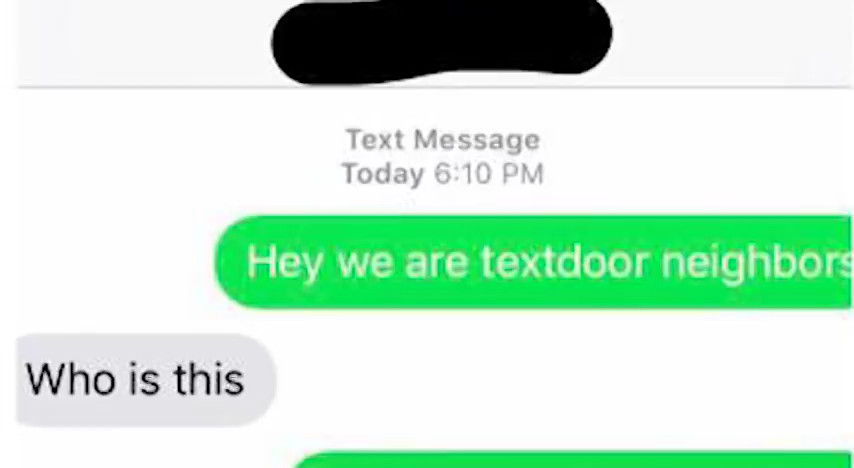 Text Message
Today 6:10 PM
Hey we are textdoor neighbors
Who is this